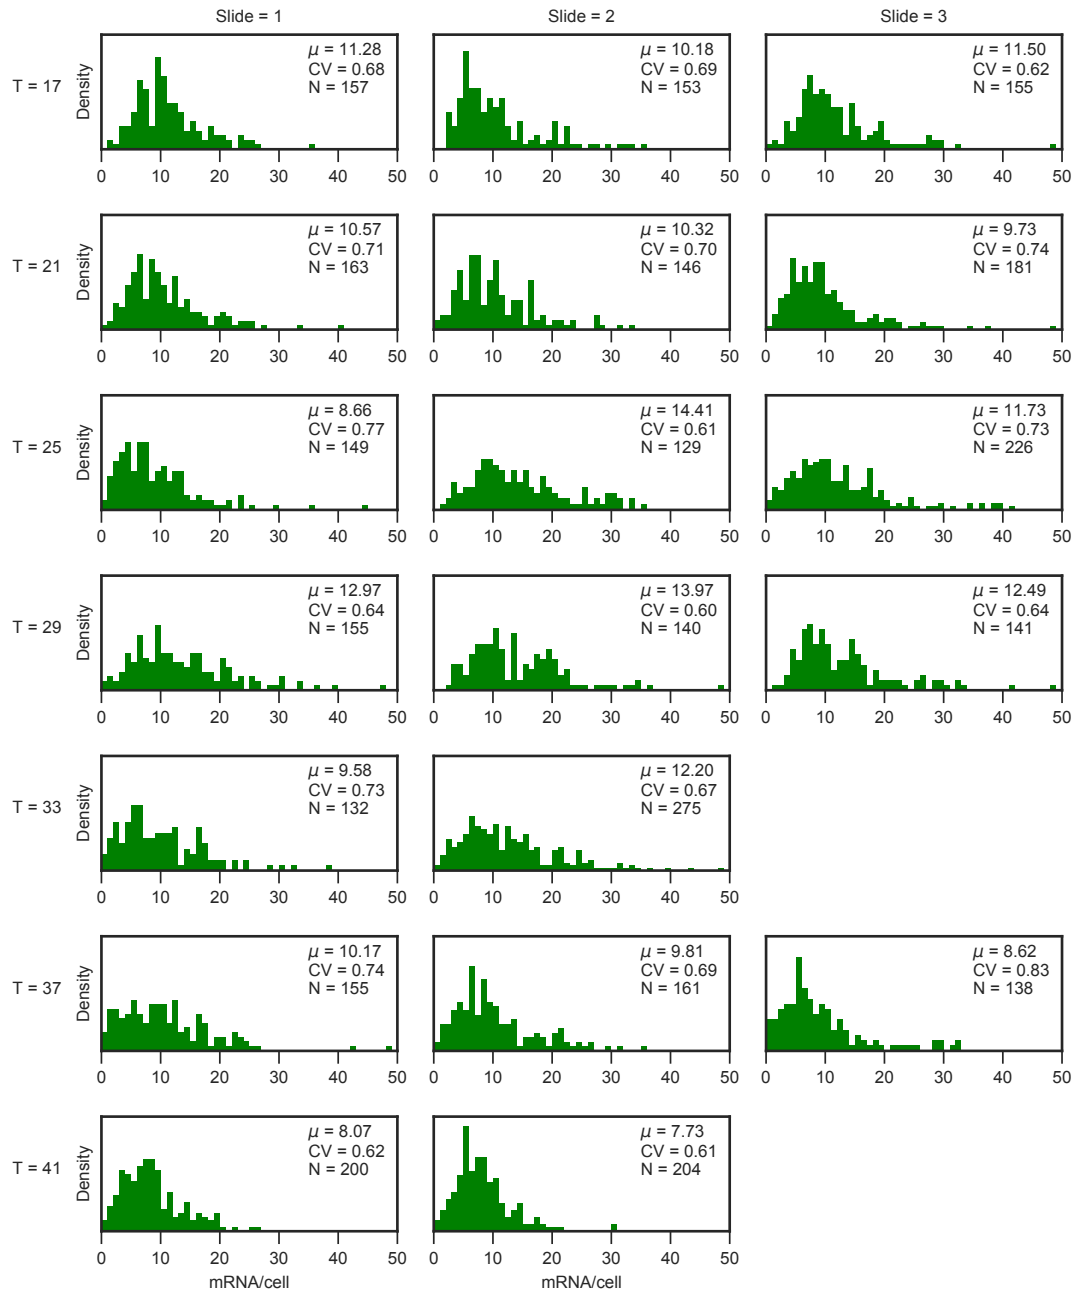 Slide = 1
Slide = 2
Slide = 3
T = 17
Density
μ = 11.28
CV = 0.68
N = 157
0 10 20 30 40 50
μ = 10.18
CV = 0.69
N = 153
0 10 20 30 40 50
μ = 11.50
CV = 0.62
N = 155
0 10 20 30 40 50
T = 21
Density
μ = 10.57
CV = 0.71
N = 163
0 10 20 30 40 50
μ = 10.32
CV = 0.70
N = 146
0 10 20 30 40 50
μ = 9.73
CV = 0.74
N = 181
0 10 20 30 40 50
T = 25
Density
μ = 8.66
CV = 0.77
N = 149
0 10 20 30 40 50
μ = 14.41
CV = 0.61
N = 129
0 10 20 30 40 50
μ = 11.73
CV = 0.73
N = 226
0 10 20 30 40 50
T = 29
Density
μ = 12.97
CV = 0.64
N = 155
0 10 20 30 40 50
μ = 13.97
CV = 0.60
N = 140
0 10 20 30 40 50
μ = 12.49
CV = 0.64
N = 141
0 10 20 30 40 50
T = 33
Density
μ = 9.58
CV = 0.73
N = 132
0 10 20 30 40 50
μ = 12.20
CV = 0.67
N = 275
0 10 20 30 40 50
T = 37
Density
μ = 10.17
CV = 0.74
N = 155
0 10 20 30 40 50
μ = 9.81
CV = 0.69
N = 161
0 10 20 30 40 50
μ = 8.62
CV = 0.83
N = 138
0 10 20 30 40 50
T = 41
Density
μ = 8.07
CV = 0.62
N = 200
0 10 20 30 40 50
mRNA/cell
μ = 7.73
CV = 0.61
N = 204
0 10 20 30 40 50
mRNA/cell